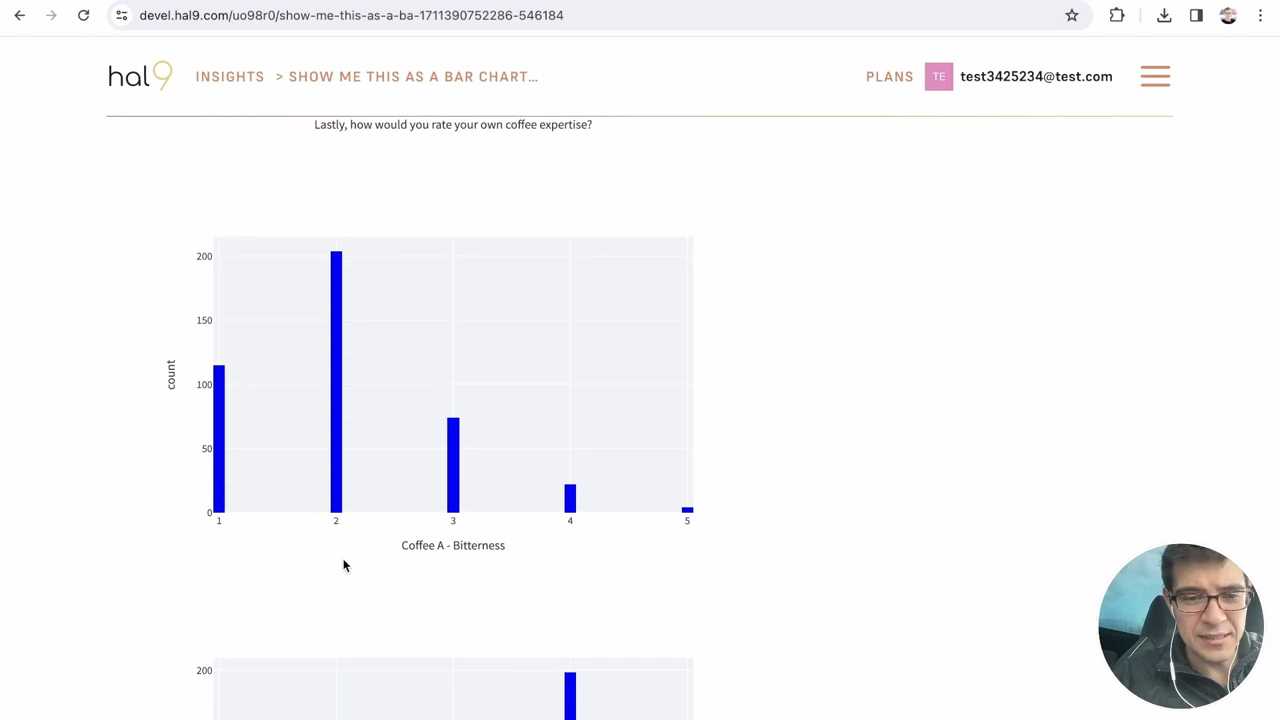 devel.hal9.com/uo98r0/show-me-this-as-a-ba-1711390752286-546184
hal9 INSIGHTS > SHOW ME THIS AS A BAR CHART... PLANS TE test3425234@test.com
Lastly, how would you rate your own coffee expertise?
200
150
100
50
0
count
1 2 3 4 5
Coffee A - Bitterness
200